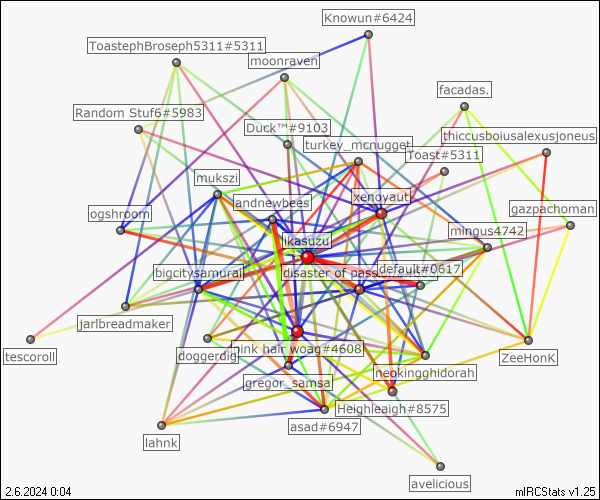 Knowun#6424
ToastephBroseph5311#5311
moonraven
facadas.
Random Stuf6#5983
Duck™#9103
thiccusboiusalexusjoneus
turkey_mcnugget
Toast#5311
mukszi
xenoyaut
landnewbees
gazpachoman
ogshroom
mingus4742
ikasuzu
bigcitysamurai
disaster of passion
default#0617
jarlbreadmaker
tescoroll
doggerdig
pink hair woag#4608
ZeeHonK
neokingghidorah
gregor_samsa
Heighleaigh#8575
asad#6947
lahnk
avelicious
2.6.2024 0:04
mIRCStats v1.25